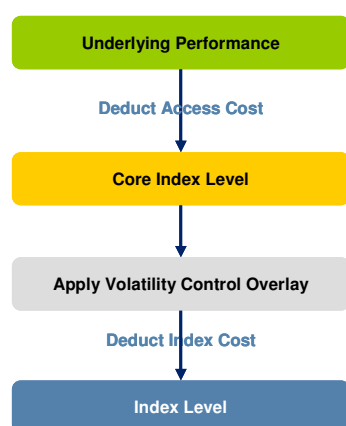 Underlying Performance
Deduct Access Cost
Core Index Level
Apply Volatility Control Overlay
Deduct Index Cost
Index Level